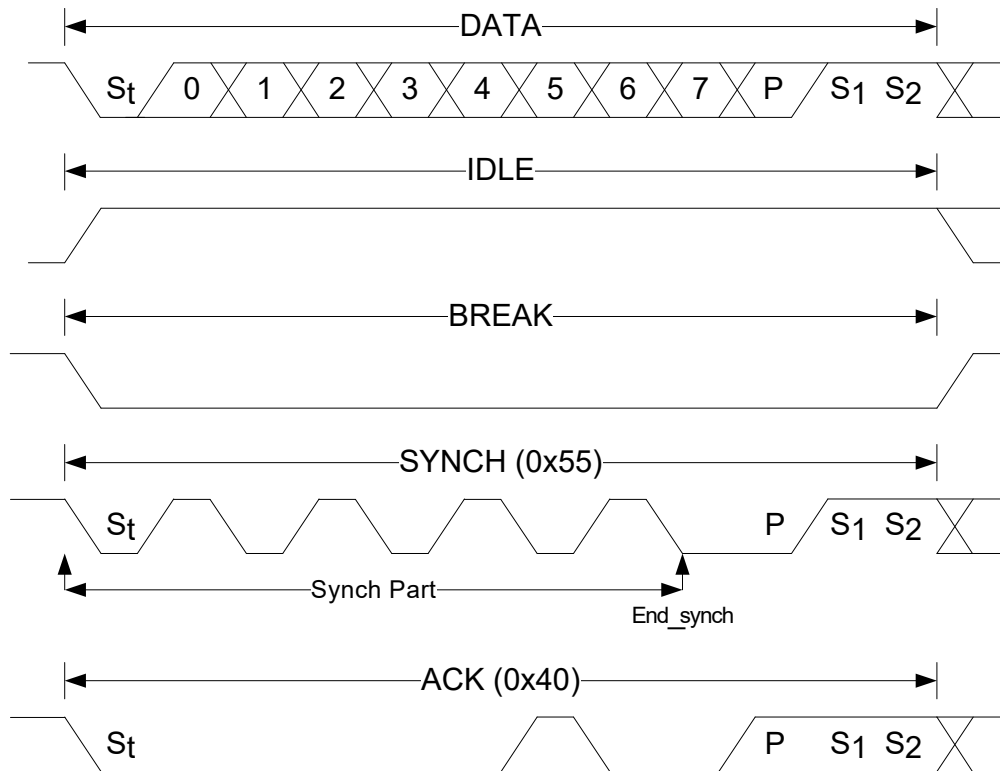 DATA
St 0 1 2 3 4 5 6 7 P S1 S2
IDLE
BREAK
SYNCH (0x55)
St P S1 S2
Synch Part
End_synch
ACK (0x40)
St P S1 S2